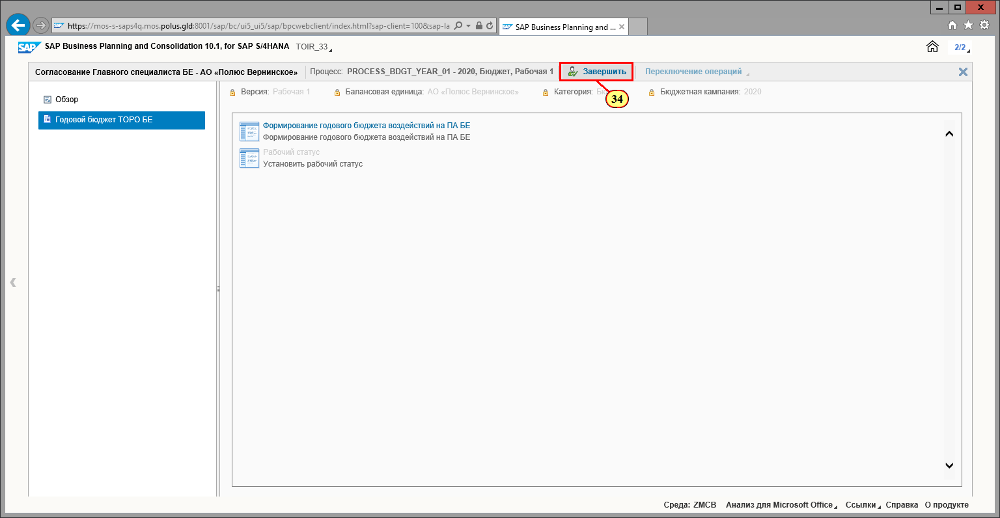 https://mos-s-saps4q.mos.polus.gld:8001/sap/bc/ui5_ui5/sap/bpcwebclient/index.html?sap-client=100&sap-la
SAP Business Planning and ...
SAP SAP Business Planning and Consolidation 10.1, for SAP S/4HANA TOIR_33 2/2
Согласование Главного специалиста БЕ - АО «Полюс Вернинское» Процесс: PROCESS_BDGT_YEAR_01 - 2020, Бюджет, Рабочая 1 Завершить Переключение операций
Версия: Рабочая 1 Балансовая единица: АО «Полюс Вернинское» Категория: Бюджетная кампания: 2020
34
Обзор
Годовой бюджет ТОРО БЕ
Формирование годового бюджета воздействий на ПА БЕ
Формирование годового бюджета воздействий на ПА БЕ
Рабочий статус
Установить рабочий статус
Среда: ZMCB Анализ для Microsoft Office Ссылки Справка О продукте